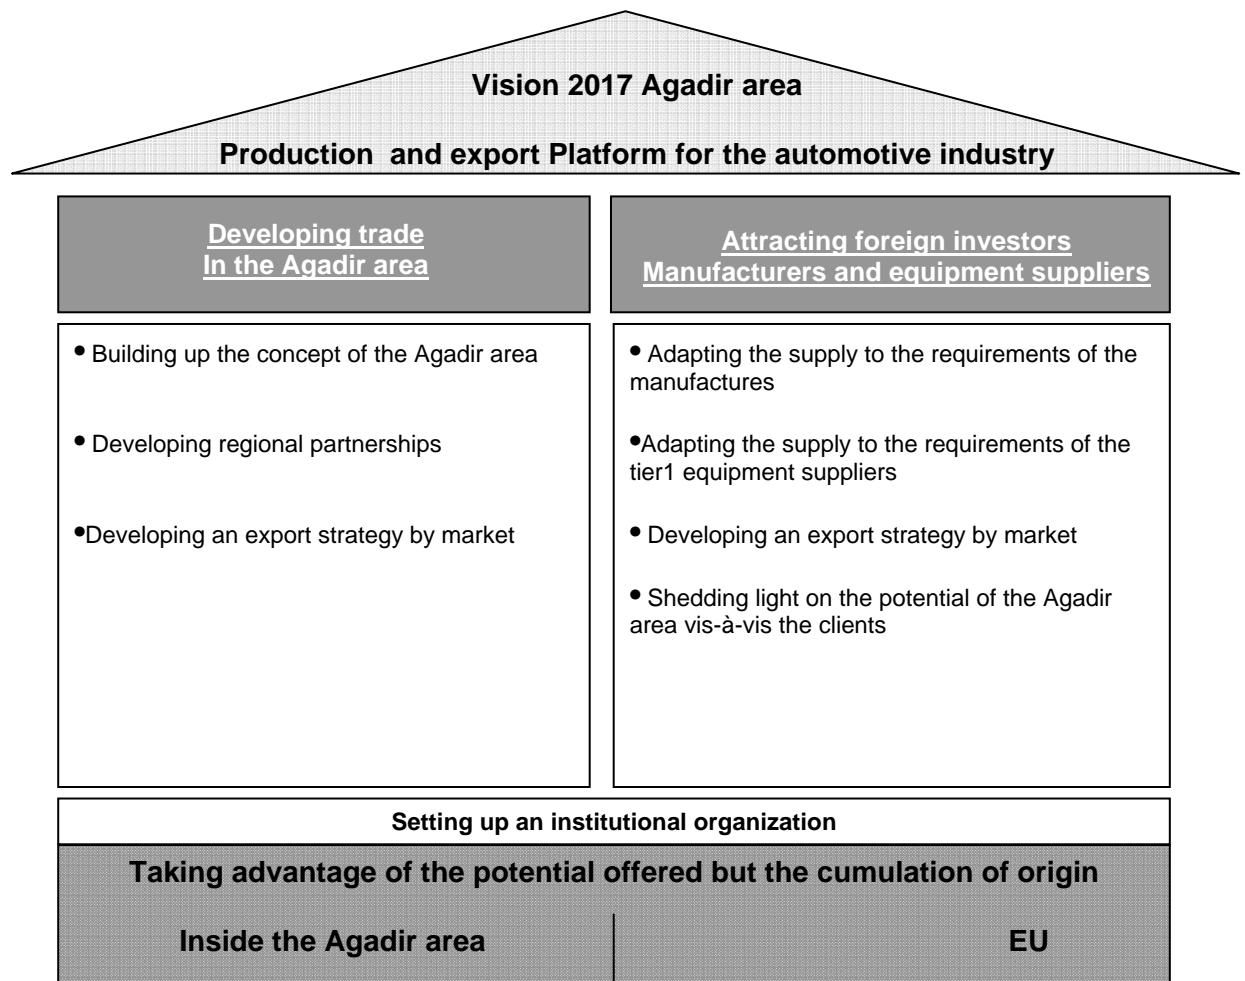 Vision 2017 Agadir area
Production and export Platform for the automotive industry
Developing trade
In the Agadir area
Attracting foreign investors
Manufacturers and equipment suppliers
• Building up the concept of the Agadir area
• Developing regional partnerships
•Developing an export strategy by market
• Adapting the supply to the requirements of the
manufactures
•Adapting the supply to the requirements of the
tier1 equipment suppliers
• Developing an export strategy by market
• Shedding light on the potential of the Agadir
area vis-à-vis the clients
Setting up an institutional organization
Taking advantage of the potential offered but the cumulation of origin
Inside the Agadir area
EU